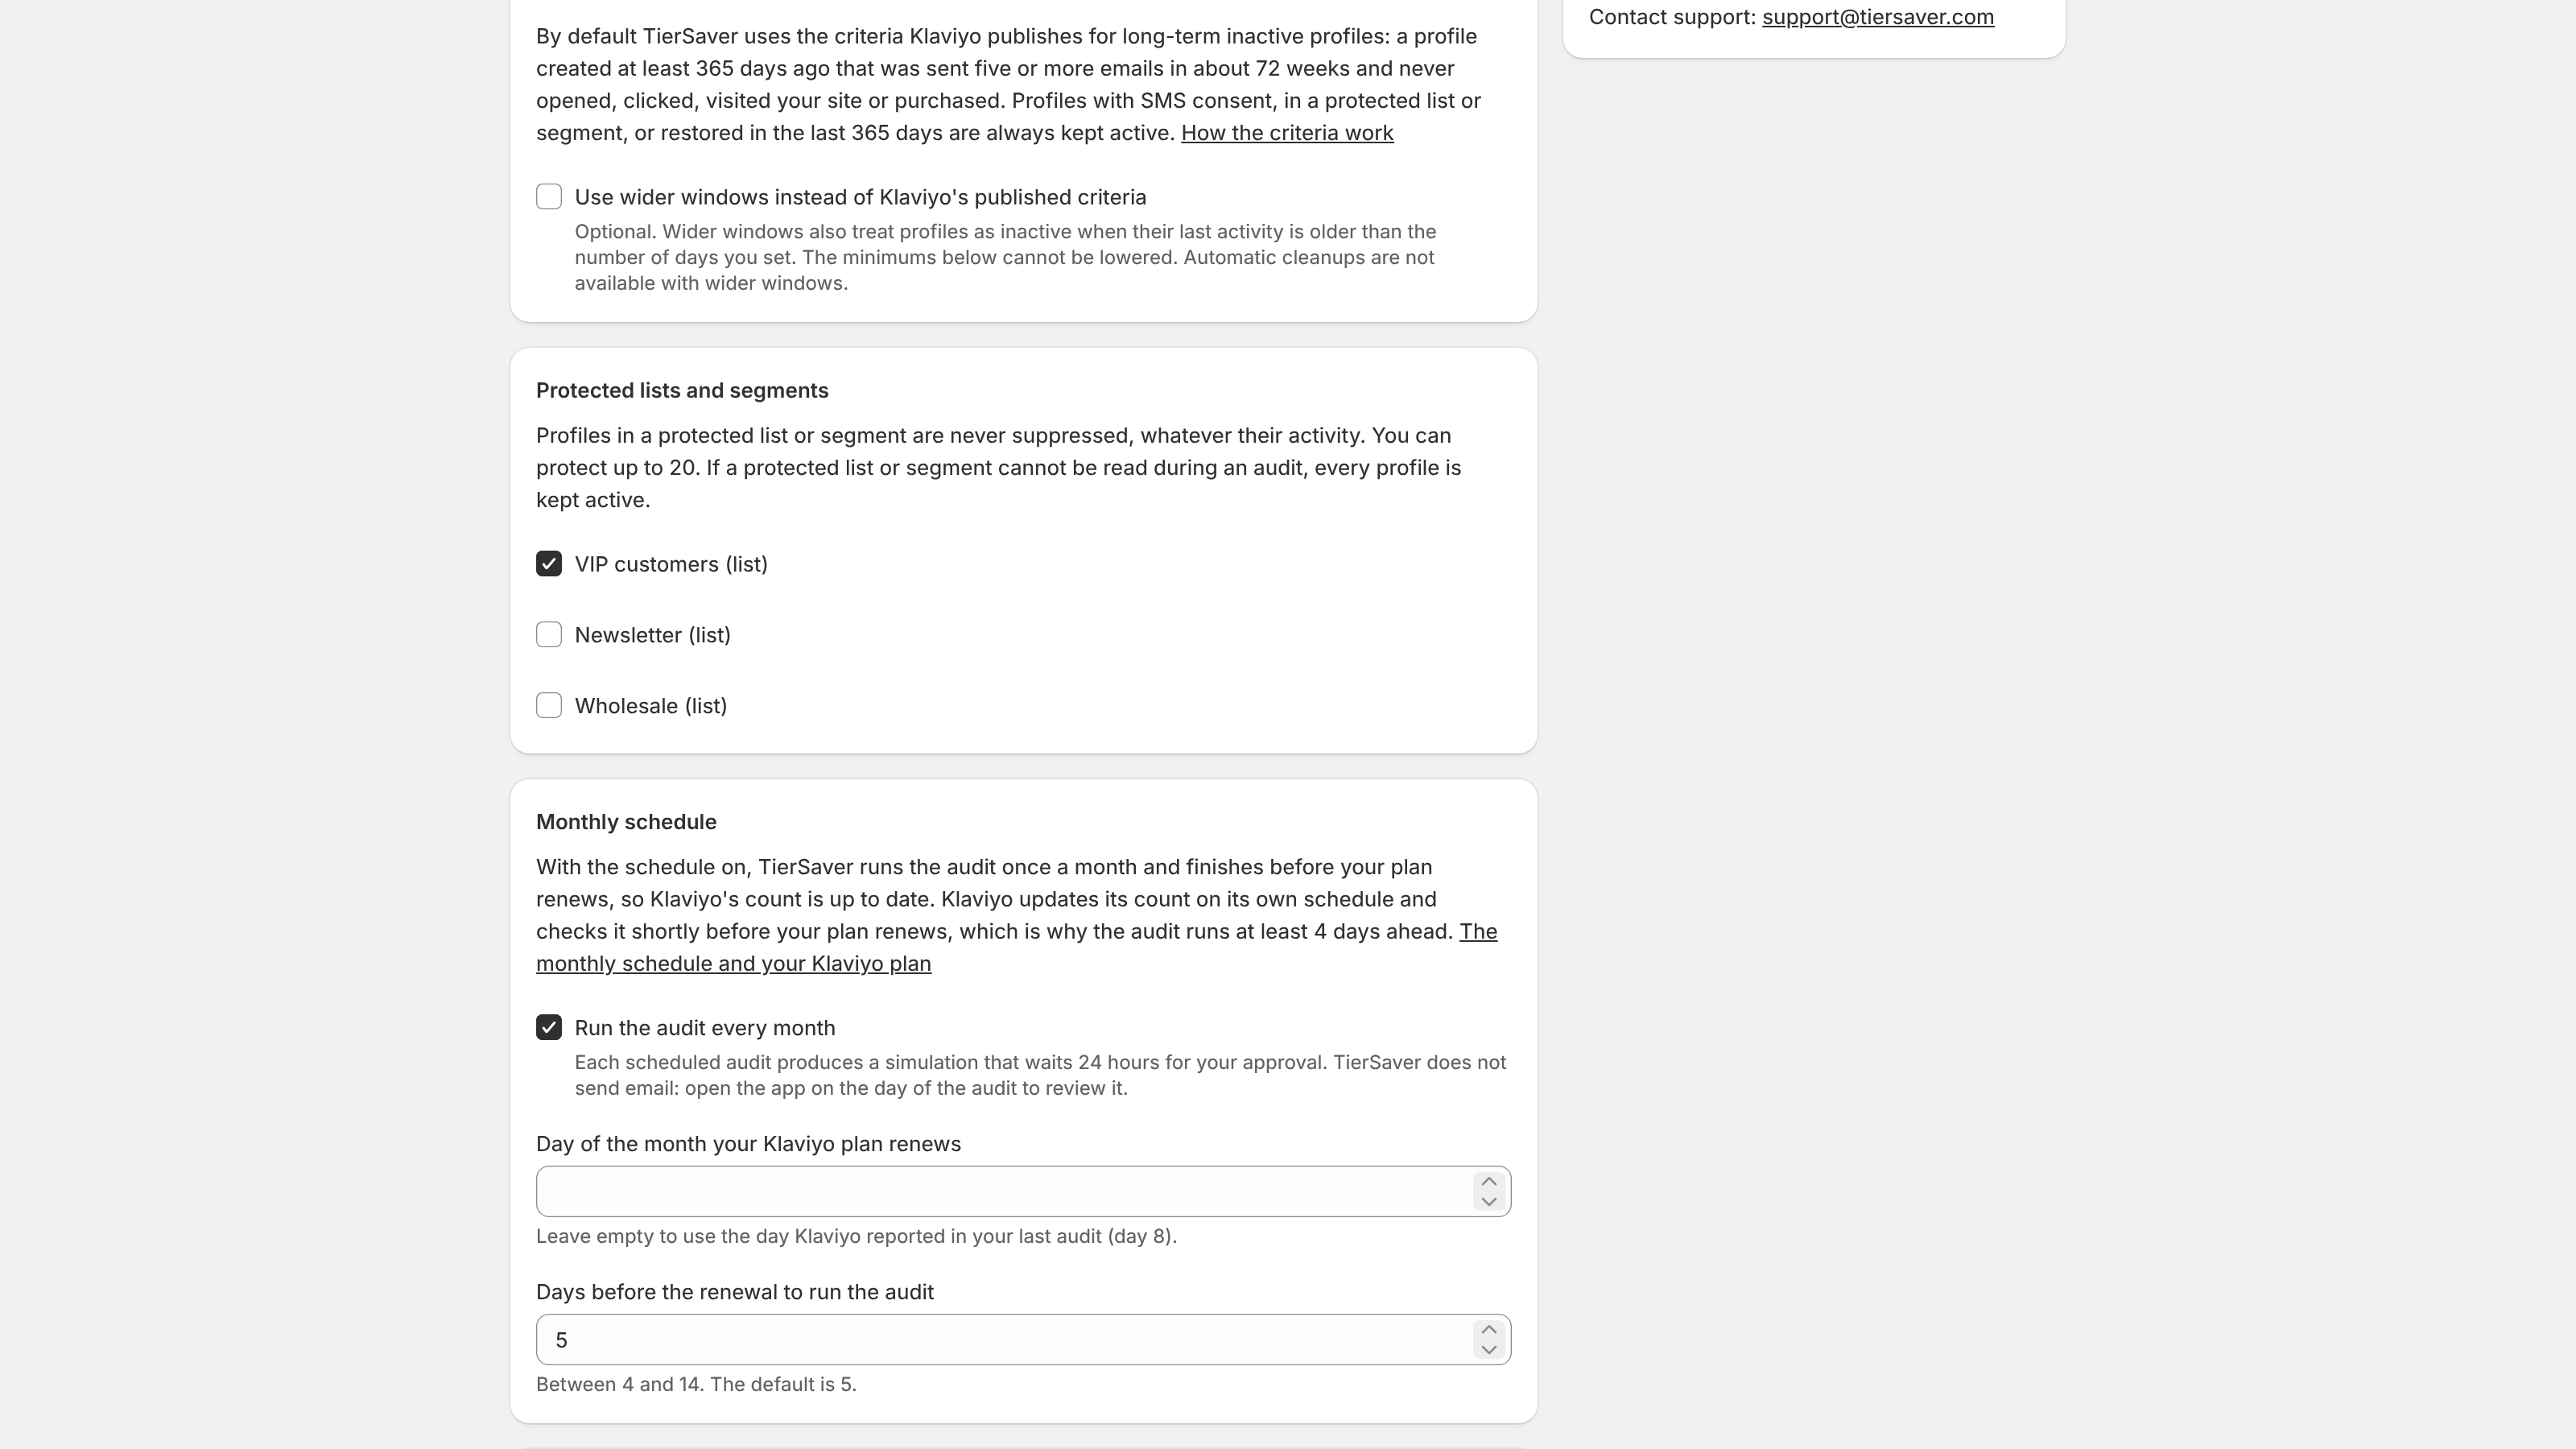 Contact support: support@tiersaver.com
By default TierSaver uses the criteria Klaviyo publishes for long-term inactive profiles: a profile
created at least 365 days ago that was sent five or more emails in about 72 weeks and never
opened, clicked, visited your site or purchased. Profiles with SMS consent, in a protected list or
segment, or restored in the last 365 days are always kept active. How the criteria work
Use wider windows instead of Klaviyo's published criteria
Optional. Wider windows also treat profiles as inactive when their last activity is older than the
number of days you set. The minimums below cannot be lowered. Automatic cleanups are not
available with wider windows.
Protected lists and segments
Profiles in a protected list or segment are never suppressed, whatever their activity. You can
protect up to 20. If a protected list or segment cannot be read during an audit, every profile is
kept active.
VIP customers (list)
Newsletter (list)
Wholesale (list)
Monthly schedule
With the schedule on, TierSaver runs the audit once a month and finishes before your plan
renews, so Klaviyo's count is up to date. Klaviyo updates its count on its own schedule and
checks it shortly before your plan renews, which is why the audit runs at least 4 days ahead. The
monthly schedule and your Klaviyo plan
Run the audit every month
Each scheduled audit produces a simulation that waits 24 hours for your approval. TierSaver does not
send email: open the app on the day of the audit to review it.
Day of the month your Klaviyo plan renews
Leave empty to use the day Klaviyo reported in your last audit (day 8).
Days before the renewal to run the audit
5
Between 4 and 14. The default is 5.